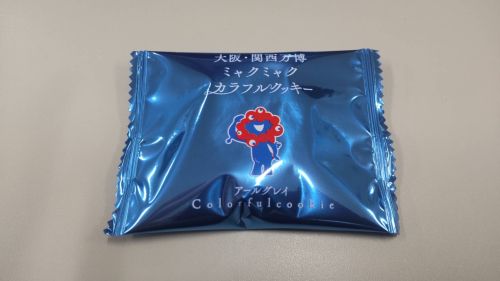 大阪・関西万博
ミャクミャク
カラフルクッキー
アールグレイ
Colorfulcookie